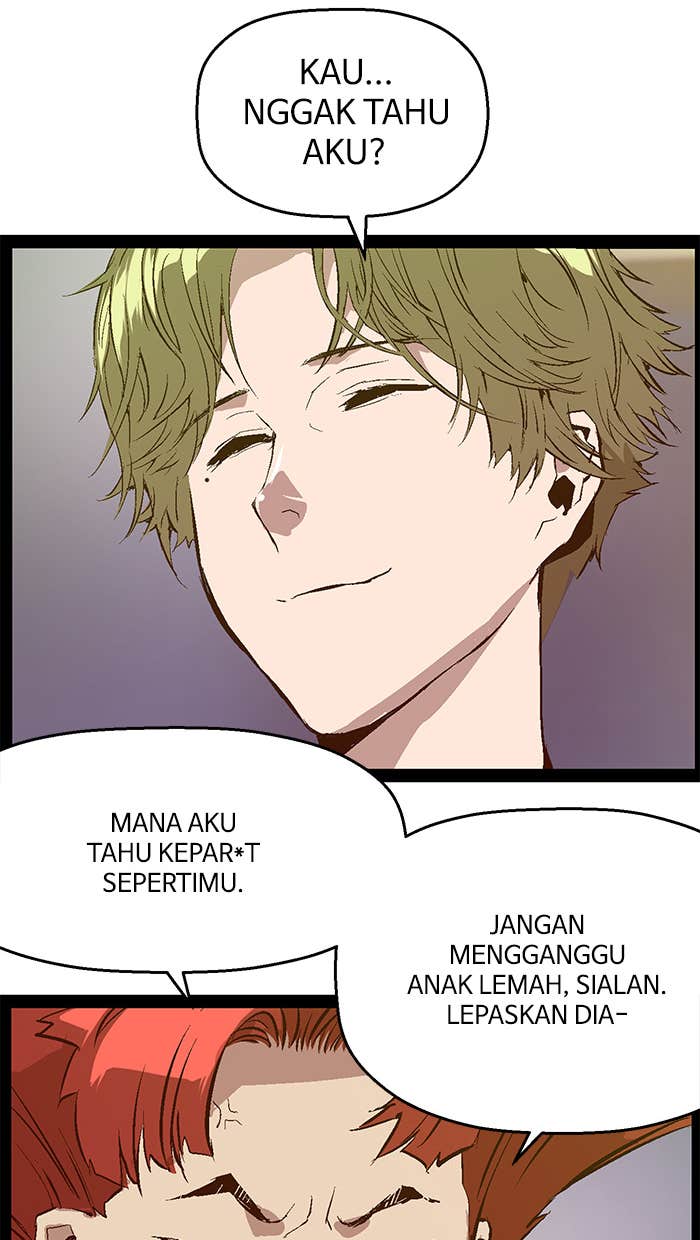 KAU...
NGGAK TAHU
AKU?
MANA AKU
TAHU KEPAR*T
SEPERTIMU.
JANGAN
MENGGANGGU
ANAK LEMAH, SIALAN.
LEPASKAN DIA-